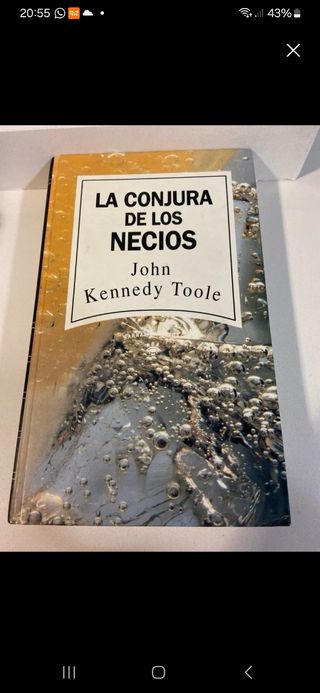 20:55
43%
LA CONJURA
DE LOS
NECIOS
John
Kennedy Toole